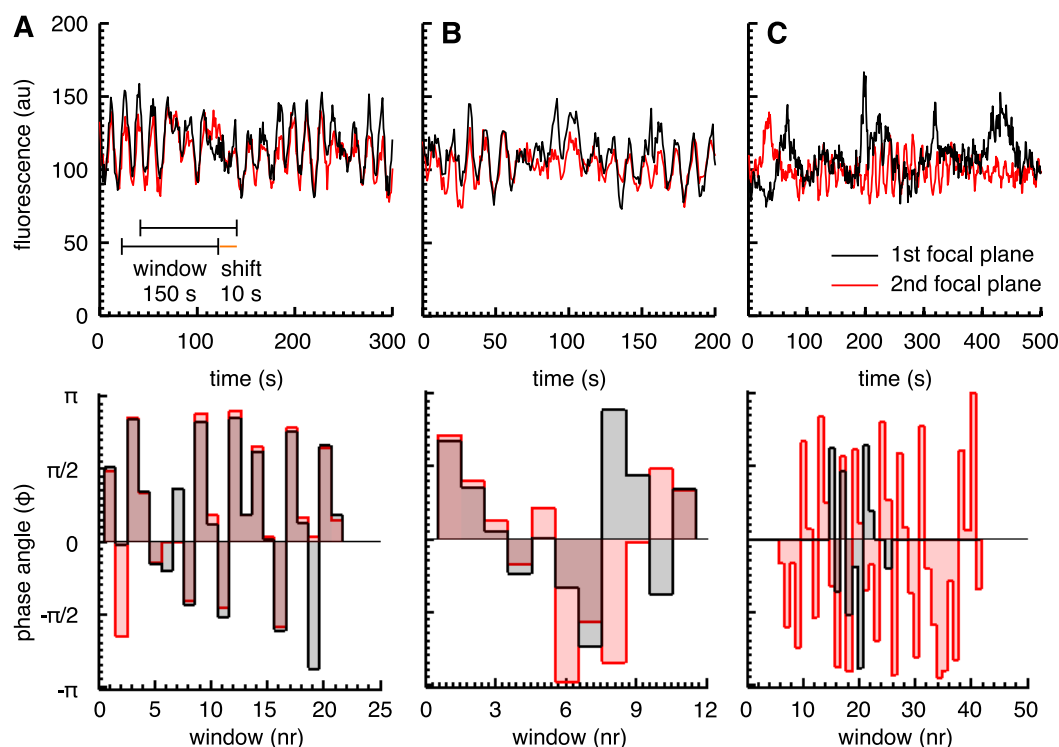 A
B
C
200
150
100
50
0
fluorescence (au)
window
shift
150 s
10 s
1st focal plane
2nd focal plane
0 100 200 300
0 50 100 150 200
0 100 200 300 400 500
time (s)
time (s)
time (s)
π
π/2
0
-π/2
-π
phase angle (Φ)
0 5 10 15 20 25
0 3 6 9 12
0 10 20 30 40 50
window (nr)
window (nr)
window (nr)